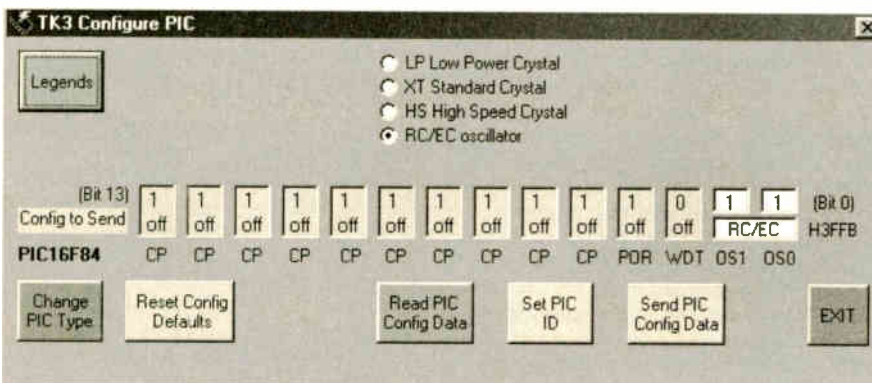 TK3 Configure PIC
Legends
LP Low Power Crystal
XT Standard Crystal
HS High Speed Crystal
RC/EC oscillator
(Bit 13) 1 1 1 1 1 1 1 1 1 1 1 0 1 1 (Bit 0)
Config to Send off off off off off off off off off off off off RC/EC H3FFB
PIC16F84 CP CP CP CP CP CP CP CP CP CP POR WDT OS1 OS0
Change Reset Config Read PIC Set PIC Send PIC
PIC Type Defaults Config Data ID Config Data EXIT